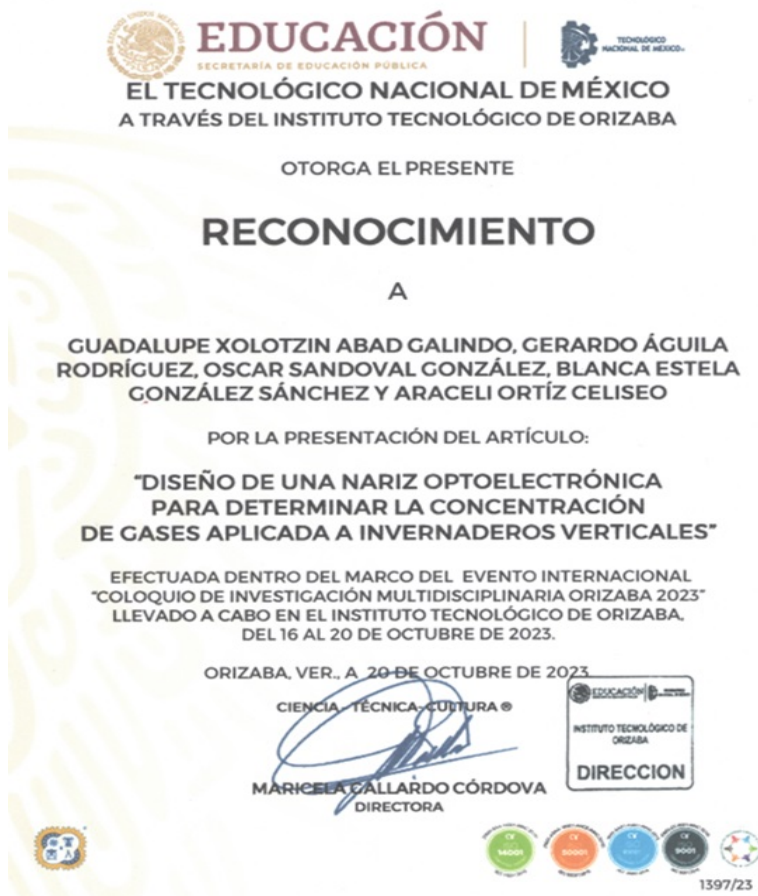 EDUCACIÓN
SECRETARÍA DE EDUCACIÓN PÚBLICA
TECNOLÓGICO
NACIONAL DE MÉXICO
EL TECNOLÓGICO NACIONAL DE MÉXICO
A TRAVÉS DEL INSTITUTO TECNOLÓGICO DE ORIZABA
OTORGA EL PRESENTE
RECONOCIMIENTO
A
GUADALUPE XOLOTZIN ABAD GALINDO, GERARDO ÁGUILA
RODRÍGUEZ, OSCAR SANDOVAL GONZÁLEZ, BLANCA ESTELA
GONZÁLEZ SÁNCHEZ Y ARACELI ORTÍZ CELISEO
POR LA PRESENTACIÓN DEL ARTÍCULO:
"DISEÑO DE UNA NARIZ OPTOELECTRÓNICA
PARA DETERMINAR LA CONCENTRACIÓN
DE GASES APLICADA A INVERNADEROS VERTICALES"
EFECTUADA DENTRO DEL MARCO DEL EVENTO INTERNACIONAL
"COLOQUIO DE INVESTIGACIÓN MULTIDISCIPLINARIA ORIZABA 2023"
LLEVADO A CABO EN EL INSTITUTO TECNOLÓGICO DE ORIZABA,
DEL 16 AL 20 DE OCTUBRE DE 2023.
ORIZABA, VER., A 20 DE OCTUBRE DE 2023
CIENCIA - TÉCNICA - CULTURA ®
EDUCACIÓN
INSTITUTO TECNOLÓGICO DE
ORIZABA
DIRECCION
MARICELA GALLARDO CÓRDOVA
DIRECTORA
1397/23